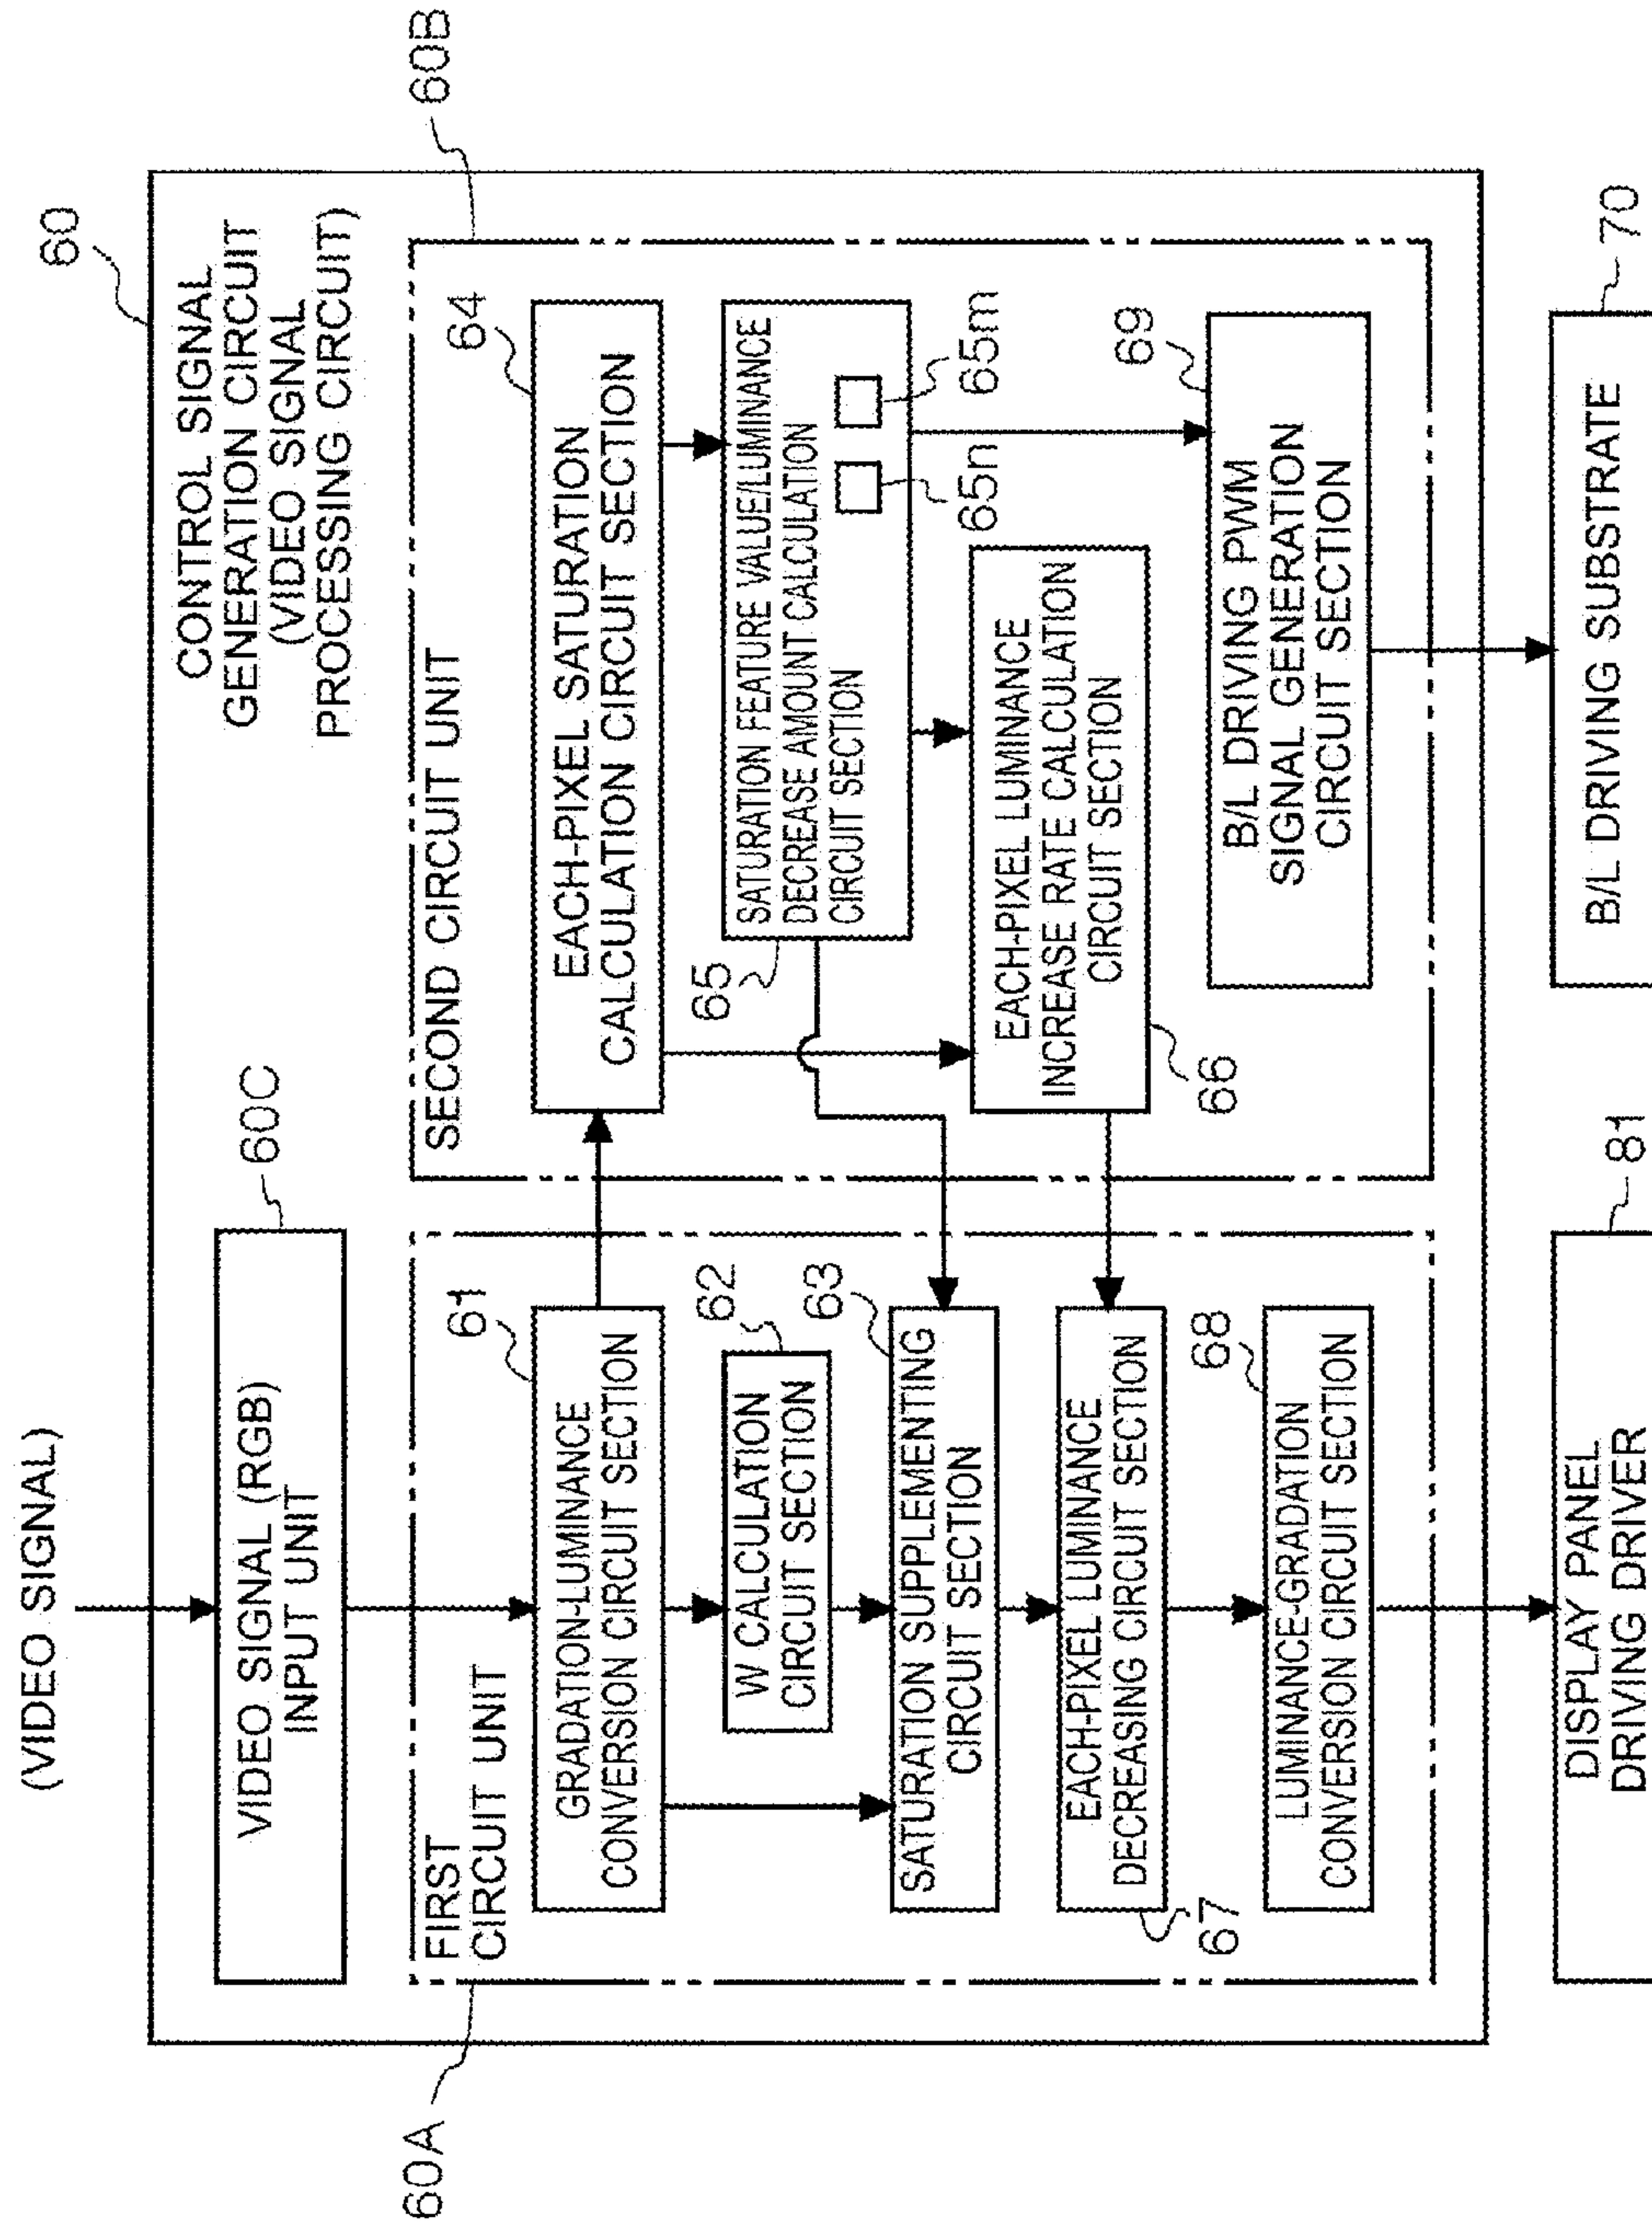 (VIDEO SIGNAL)
60
CONTROL SIGNAL
GENERATION CIRCUIT
(VIDEO SIGNAL
PROCESSING CIRCUIT)
60C
VIDEO SIGNAL (RGB)
INPUT UNIT
60A
FIRST
CIRCUIT UNIT
61
GRADATION-LUMINANCE
CONVERSION CIRCUIT SECTION
62
W CALCULATION
CIRCUIT SECTION
63
SATURATION SUPPLEMENTING
CIRCUIT SECTION
EACH-PIXEL LUMINANCE
DECREASING CIRCUIT SECTION
67
68
LUMINANCE-GRADATION
CONVERSION CIRCUIT SECTION
60B
SECOND CIRCUIT UNIT
64
EACH-PIXEL SATURATION
CALCULATION CIRCUIT SECTION
65
SATURATION FEATURE VALUE/LUMINANCE
DECREASE AMOUNT CALCULATION
CIRCUIT SECTION
65n
65m
EACH-PIXEL LUMINANCE
INCREASE RATE CALCULATION
CIRCUIT SECTION
66
69
B/L DRIVING PWM
SIGNAL GENERATION
CIRCUIT SECTION
81
DISPLAY PANEL
DRIVING DRIVER
70
B/L DRIVING SUBSTRATE